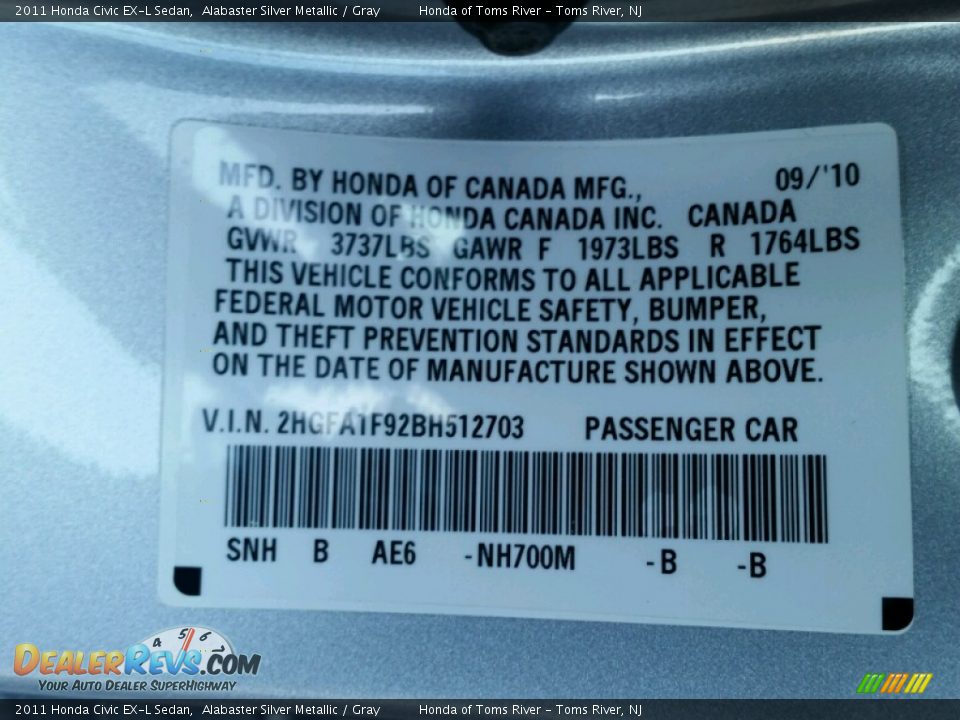 2011 Honda Civic EX-L Sedan, Alabaster Silver Metallic / Gray Honda of Toms River - Toms River, NJ
MFD. BY HONDA OF CANADA MFG., 09/'10
A DIVISION OF HONDA CANADA INC. CANADA
GVWR 3737LBS GAWR F 1973LBS R 1764LBS
THIS VEHICLE CONFORMS TO ALL APPLICABLE
FEDERAL MOTOR VEHICLE SAFETY, BUMPER,
AND THEFT PREVENTION STANDARDS IN EFFECT
ON THE DATE OF MANUFACTURE SHOWN ABOVE.
V.I.N. 2HGFA1F92BH512703 PASSENGER CAR
SNH B AE6 -NH700M -B -B
4 5 6
DEALERREVS.COM
YOUR AUTO DEALER SUPERHIGHWAY
2011 Honda Civic EX-L Sedan, Alabaster Silver Metallic / Gray Honda of Toms River - Toms River, NJ